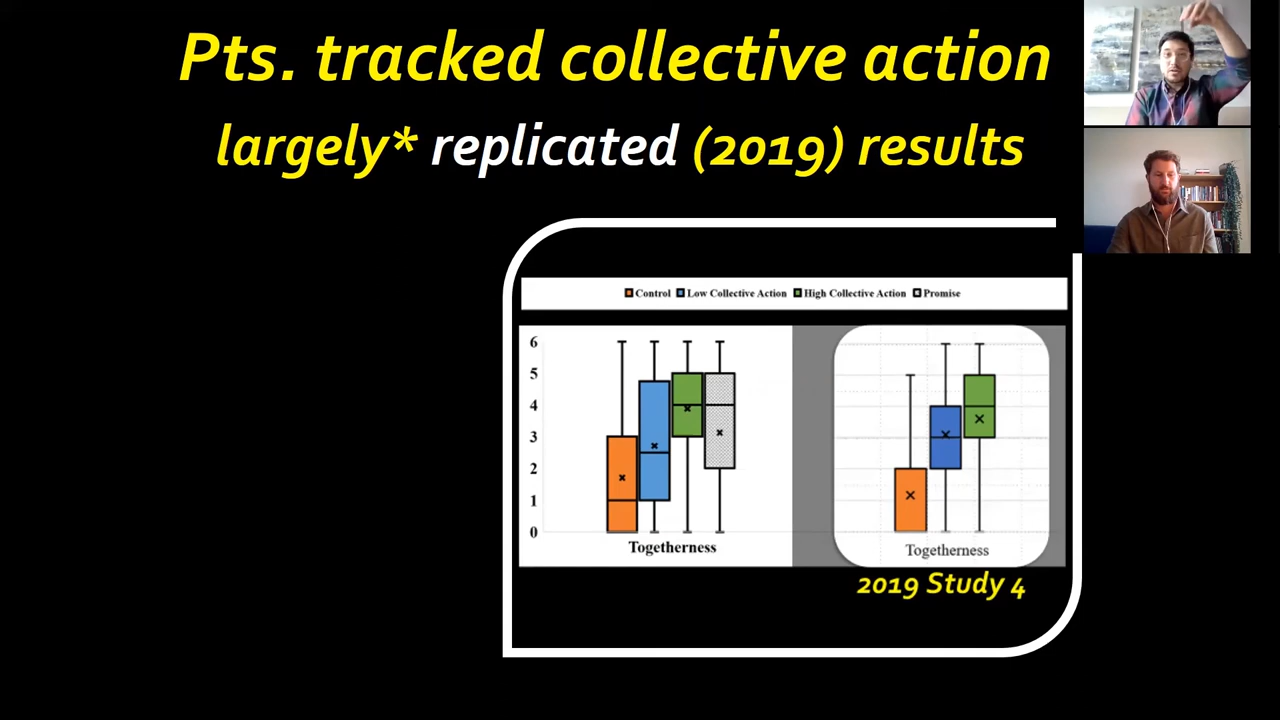 Pts. tracked collective action
largely* replicated (2019) results
Control Low Collective Action High Collective Action Promise
6
5
4
3
2
1
0
Togetherness
Togetherness
2019 Study 4